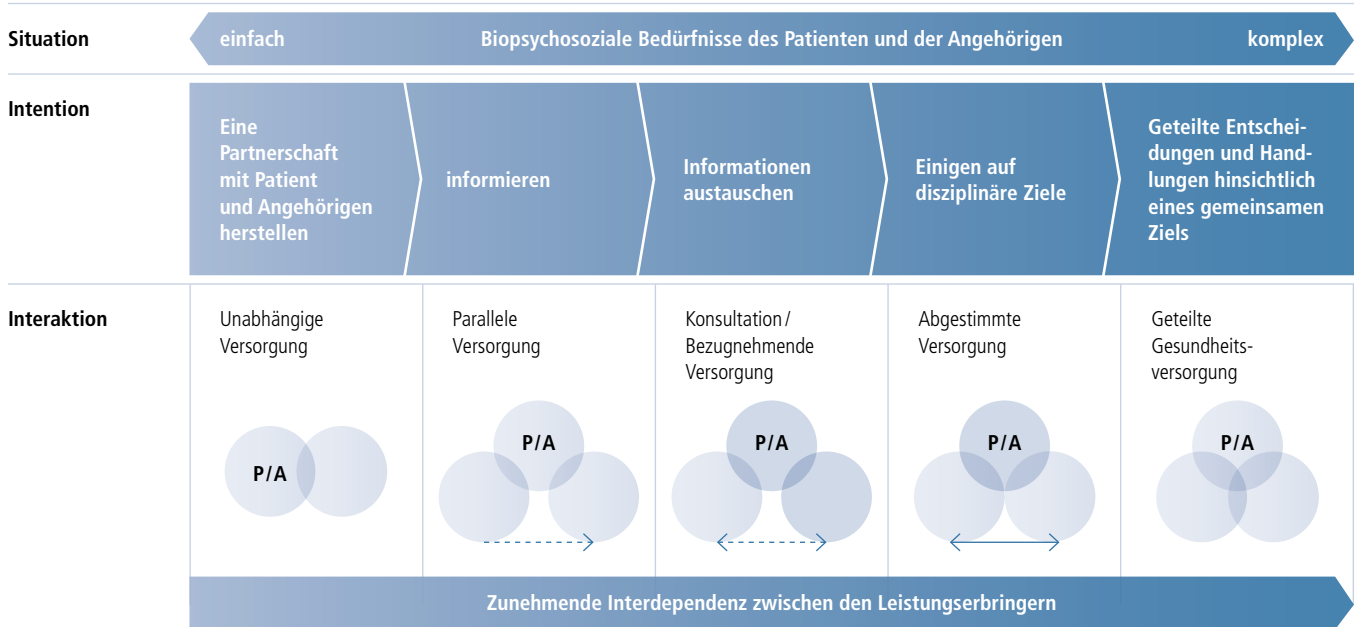 Situation
einfach
Biopsychosoziale Bedürfnisse des Patienten und der Angehörigen
komplex
Intention
Eine
Partnerschaft
mit Patient
und Angehörigen
herstellen
informieren
Informationen
austauschen
Einigen auf
disziplinäre Ziele
Geteilte Entschei-
dungen und Hand-
lungen hinsichtlich
eines gemeinsamen
Ziels
Interaktion
Unabhängige
Versorgung
P/A
Parallele
Versorgung
P/A
Konsultation/
Bezugnehmende
Versorgung
P/A
Abgestimmte
Versorgung
P/A
Geteilte
Gesundheits-
versorgung
P/A
Zunehmende Interdependenz zwischen den Leistungserbringern